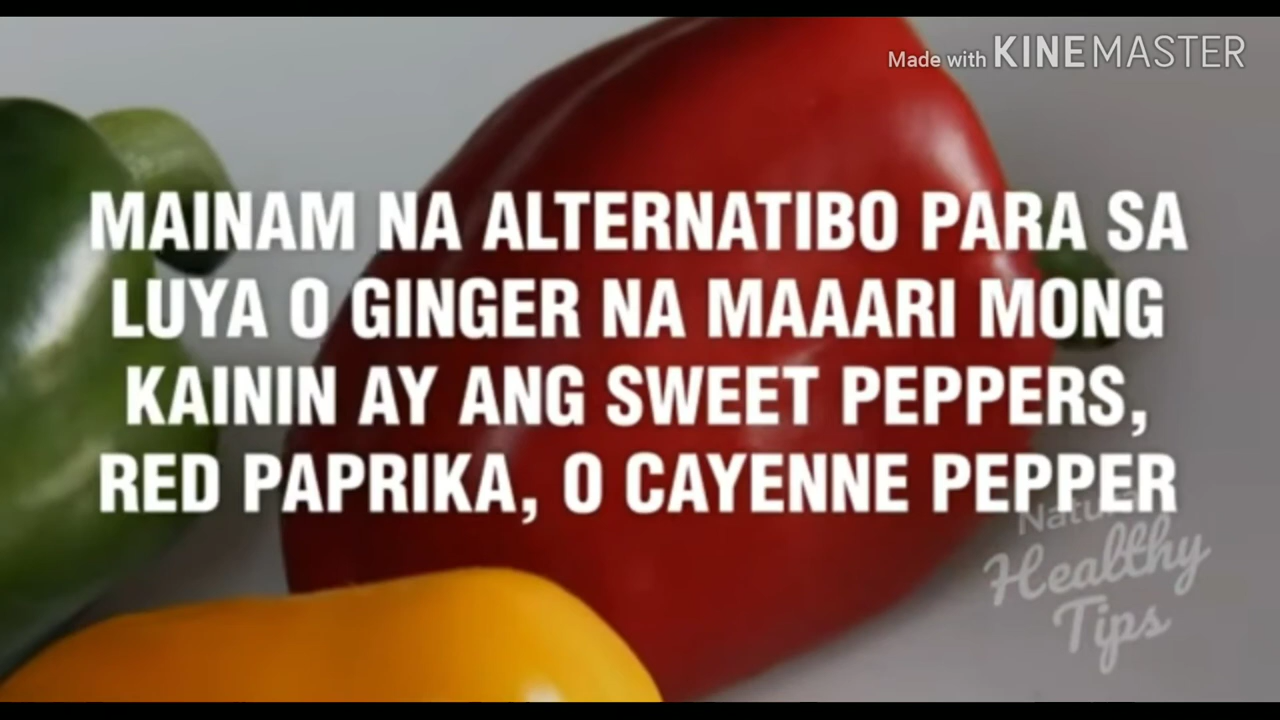 Made with KINEMASTER
MAINAM NA ALTERNATIBO PARA SA
LUYA O GINGER NA MAAARI MONG
KAININ AY ANG SWEET PEPPERS,
RED PAPRIKA, O CAYENNE PEPPER
Healthy
Tips